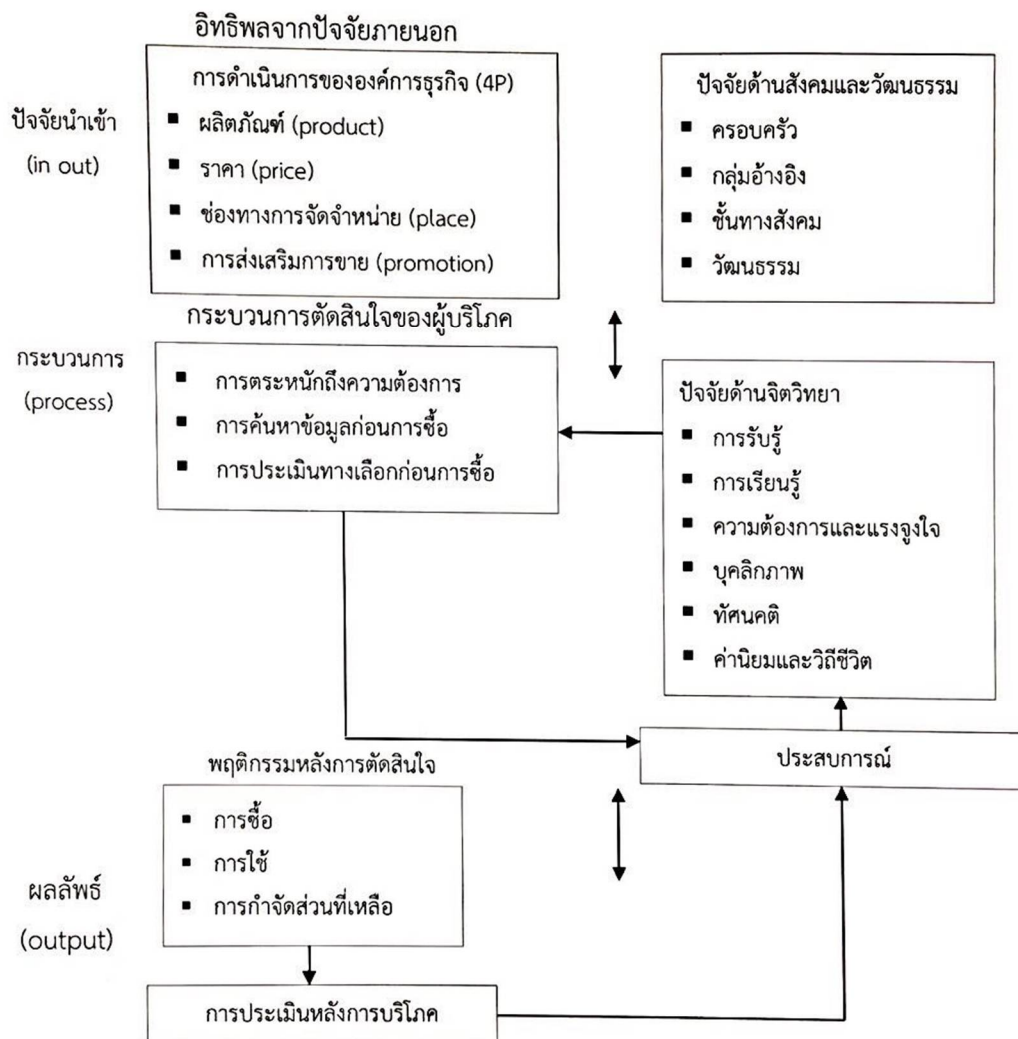 อิทธิพลจากปัจจัยภายนอก
ปัจจัยนำเข้า
(in out)
การดำเนินการขององค์การธุรกิจ (4P)
■ ผลิตภัณฑ์ (product)
■ ราคา (price)
■ ช่องทางการจัดจำหน่าย (place)
■ การส่งเสริมการขาย (promotion)
ปัจจัยด้านสังคมและวัฒนธรรม
■ ครอบครัว
■ กลุ่มอ้างอิง
■ ชั้นทางสังคม
■ วัฒนธรรม
กระบวนการตัดสินใจของผู้บริโภค
กระบวนการ
(process)
■ การตระหนักถึงความต้องการ
■ การค้นหาข้อมูลก่อนการซื้อ
■ การประเมินทางเลือกก่อนการซื้อ
ปัจจัยด้านจิตวิทยา
■ การรับรู้
■ การเรียนรู้
■ ความต้องการและแรงจูงใจ
■ บุคลิกภาพ
■ ทัศนคติ
■ ค่านิยมและวิถีชีวิต
ประสบการณ์
พฤติกรรมหลังการตัดสินใจ
ผลลัพธ์
(output)
■ การซื้อ
■ การใช้
■ การกำจัดส่วนที่เหลือ
การประเมินหลังการบริโภค